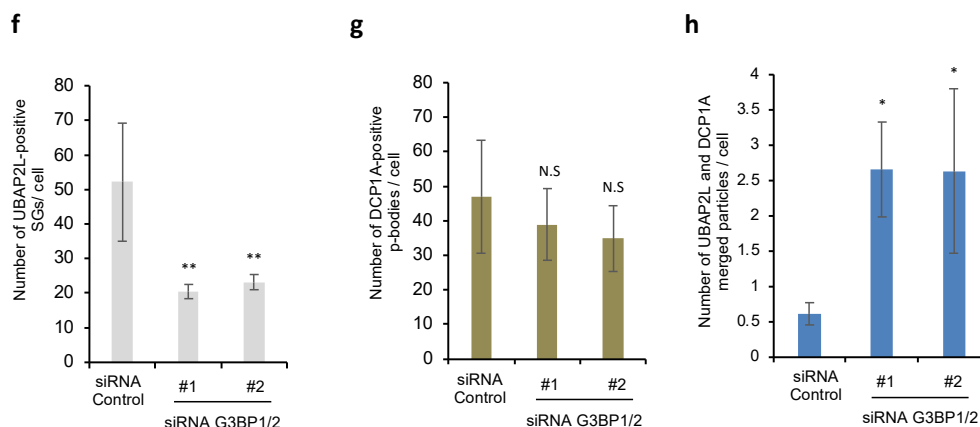 f
Number of UBAP2L-positive
SGs/ cell
80
70
60
50
40
30
20
10
0
**
**
siRNA
Control
#1
#2
siRNA G3BP1/2
g
Number of DCP1A-positive
p-bodies / cell
80
70
60
50
40
30
20
10
0
N.S
N.S
siRNA
Control
#1
#2
siRNA G3BP1/2
h
Number of UBAP2L and DCP1A
merged particles / cell
4
3.5
3
2.5
2
1.5
1
0.5
0
*
*
siRNA
Control
#1
#2
siRNA G3BP1/2